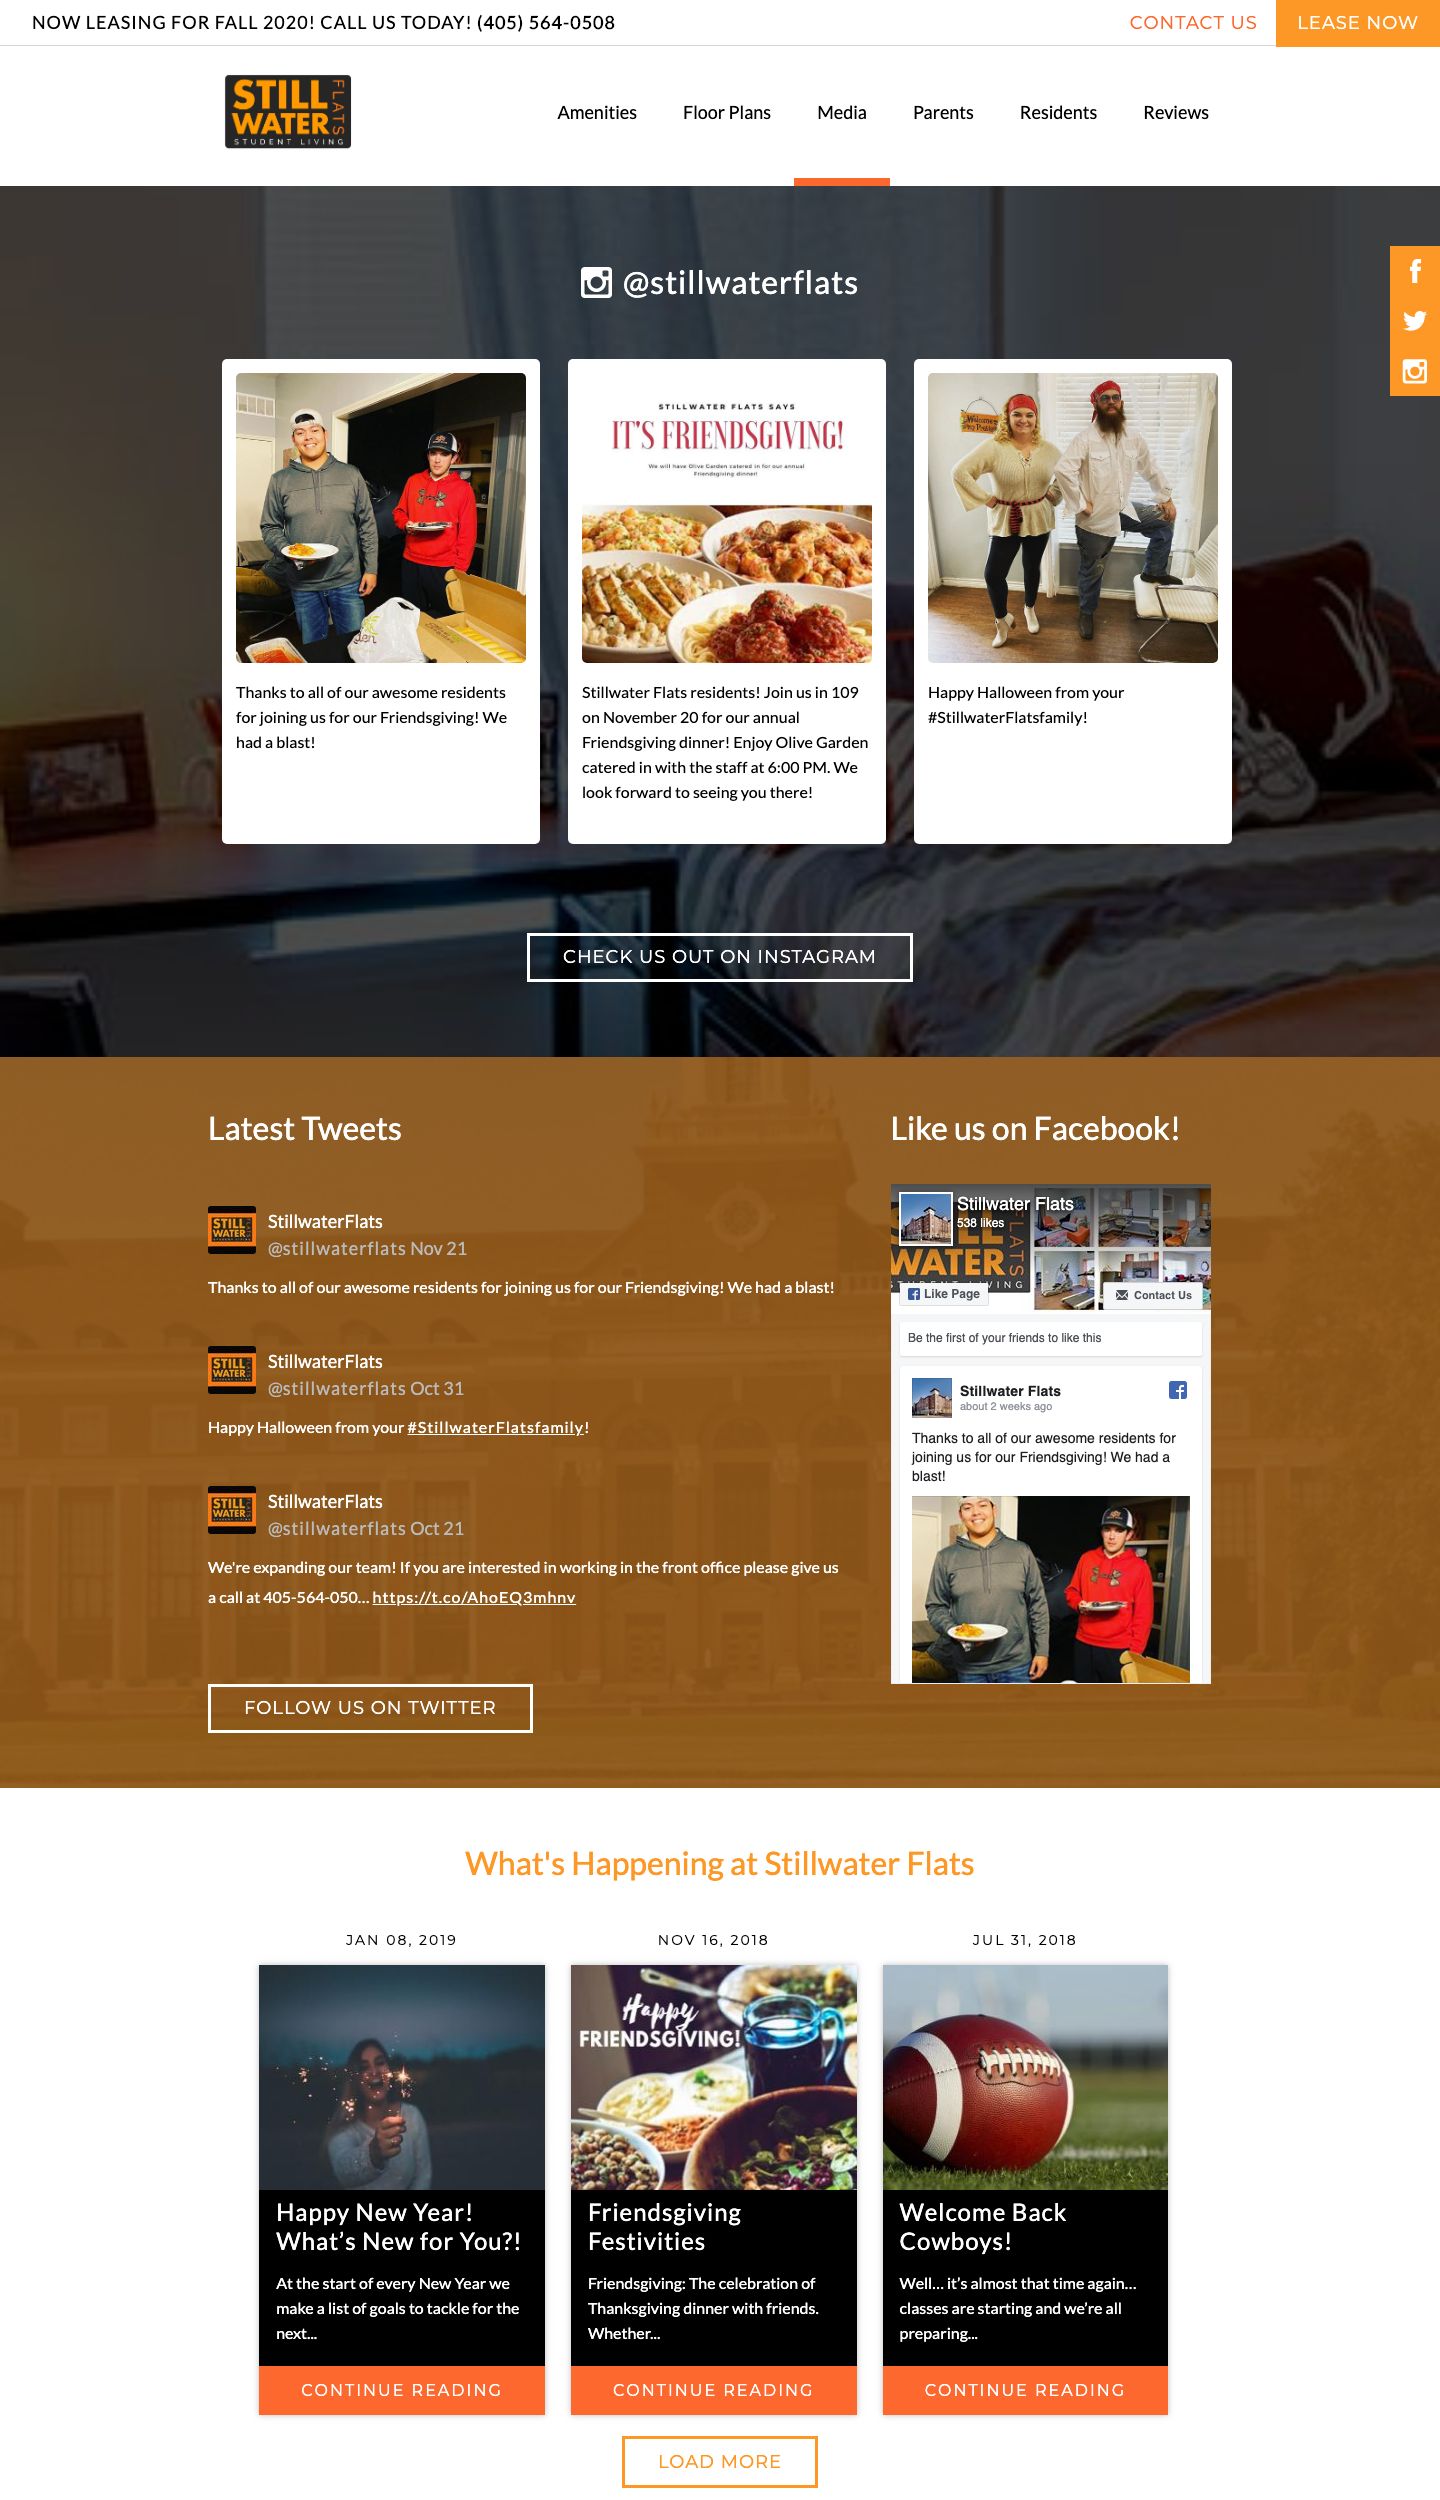 NOW LEASING FOR FALL 2020! CALL US TODAY! (405) 564-0508
CONTACT US
LEASE NOW
STILL
WATER
FLATS
STUDENT LIVING
Amenities
Floor Plans
Media
Parents
Residents
Reviews
@stillwaterflats
Thanks to all of our awesome residents
for joining us for our Friendsgiving! We
had a blast!
STILLWATER FLATS SAYS
IT'S FRIENDSGIVING!
We will have Olive Garden catered in for our annual
Friendsgiving dinner!
Stillwater Flats residents! Join us in 109
on November 20 for our annual
Friendsgiving dinner! Enjoy Olive Garden
catered in with the staff at 6:00 PM. We
look forward to seeing you there!
Happy Halloween from your
#StillwaterFlatsfamily!
CHECK US OUT ON INSTAGRAM
Latest Tweets
STILL
WATER
StillwaterFlats
@stillwaterflats Nov 21
Thanks to all of our awesome residents for joining us for our Friendsgiving! We had a blast!
STILL
WATER
StillwaterFlats
@stillwaterflats Oct 31
Happy Halloween from your #StillwaterFlatsfamily!
STILL
WATER
StillwaterFlats
@stillwaterflats Oct 21
We're expanding our team! If you are interested in working in the front office please give us
a call at 405-564-050… https://t.co/AhoEQ3mhnv
FOLLOW US ON TWITTER
Like us on Facebook!
Stillwater Flats
538 likes
WATER
FLATS
Like Page
Contact Us
Be the first of your friends to like this
Stillwater Flats
about 2 weeks ago
Thanks to all of our awesome residents for
joining us for our Friendsgiving! We had a
blast!
What's Happening at Stillwater Flats
JAN 08, 2019
Happy New Year!
What’s New for You?!
At the start of every New Year we
make a list of goals to tackle for the
next...
CONTINUE READING
NOV 16, 2018
Happy
FRIENDSGIVING!
Friendsgiving
Festivities
Friendsgiving: The celebration of
Thanksgiving dinner with friends.
Whether...
CONTINUE READING
JUL 31, 2018
Welcome Back
Cowboys!
Well… it’s almost that time again…
classes are starting and we’re all
preparing...
CONTINUE READING
LOAD MORE